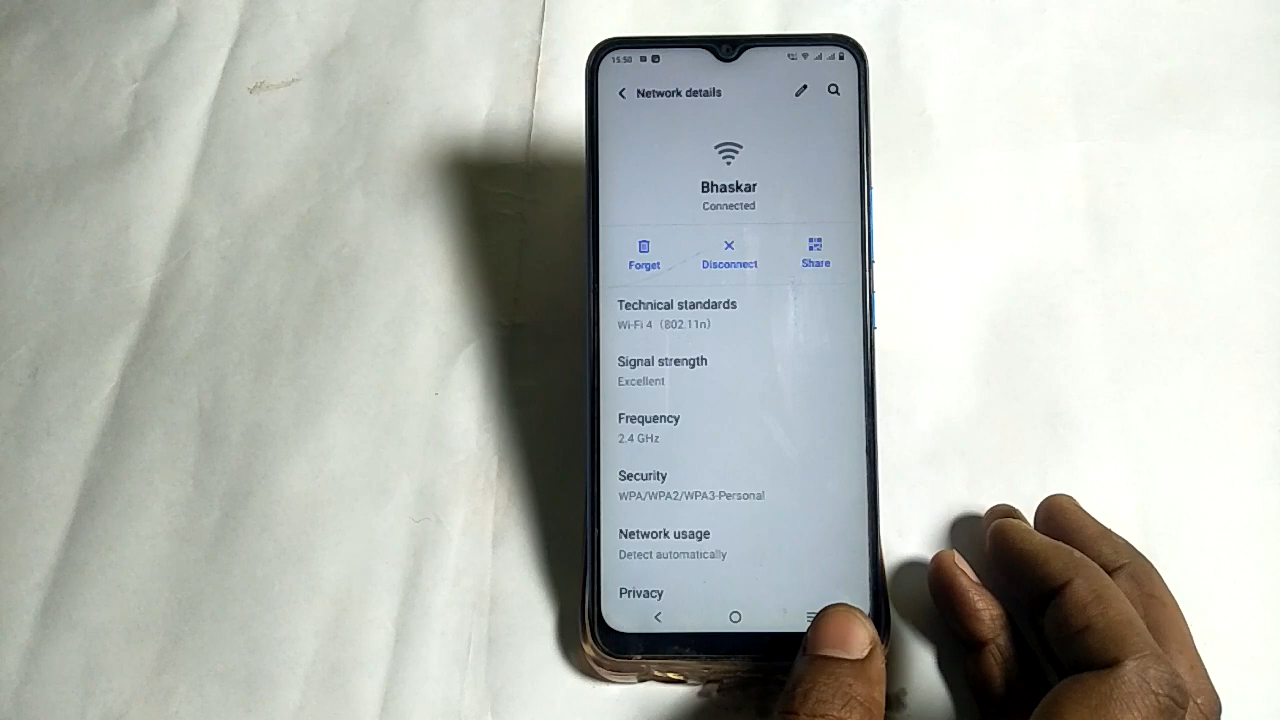 15:50
Network details
Bhaskar
Connected
Forget
Disconnect
Share
Technical standards
Wi-Fi 4 (802.11n)
Signal strength
Excellent
Frequency
2.4 GHz
Security
WPA/WPA2/WPA3-Personal
Network usage
Detect automatically
Privacy